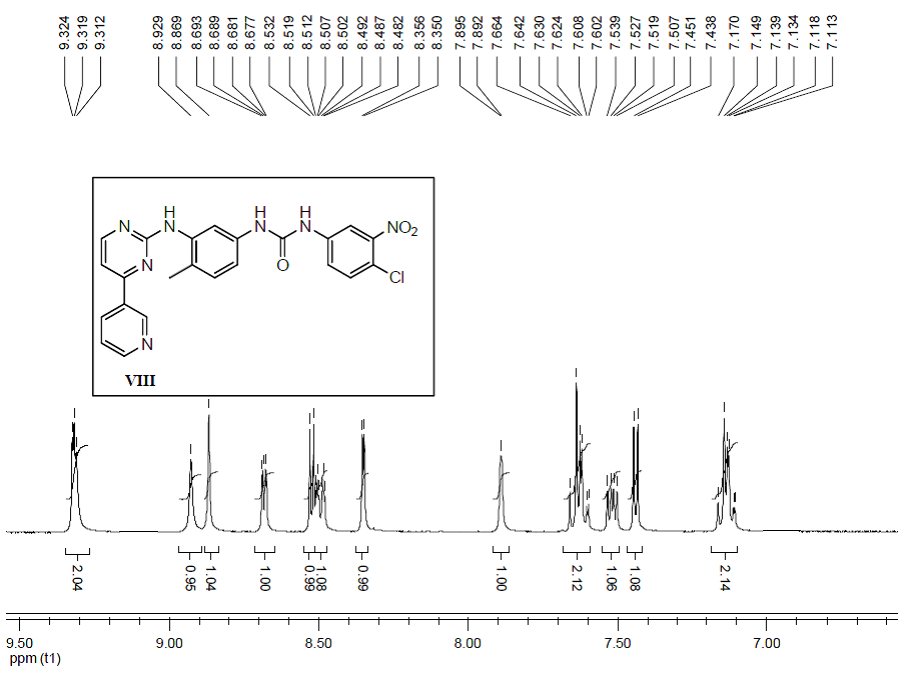 9.324 9.319 9.312 8.929 8.869 8.693 8.689 8.681 8.677 8.532 8.519 8.512 8.507 8.502 8.492 8.487 8.482 8.356 8.350 7.895 7.892 7.664 7.642 7.630 7.624 7.608 7.602 7.539 7.527 7.519 7.507 7.451 7.438 7.170 7.149 7.139 7.134 7.118 7.113
H H H
N N N N NO2
N O Cl
N
VIII
2.04 0.95 1.04 1.00 0.99 1.08 0.99 1.00 2.12 1.06 1.08 2.14
9.50 9.00 8.50 8.00 7.50 7.00
ppm (t1)